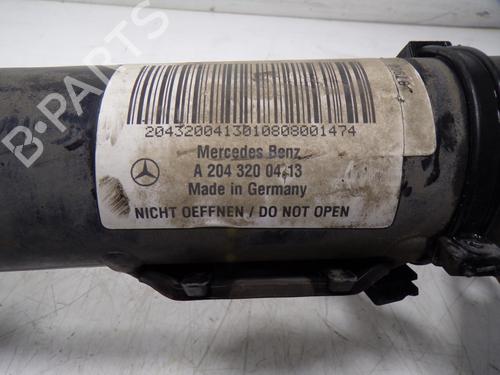 B-PARTS
2043200413010808001474
Mercedes Benz
A 204 320 04 13
Made in Germany
NICHT OEFFNEN / DO NOT OPEN